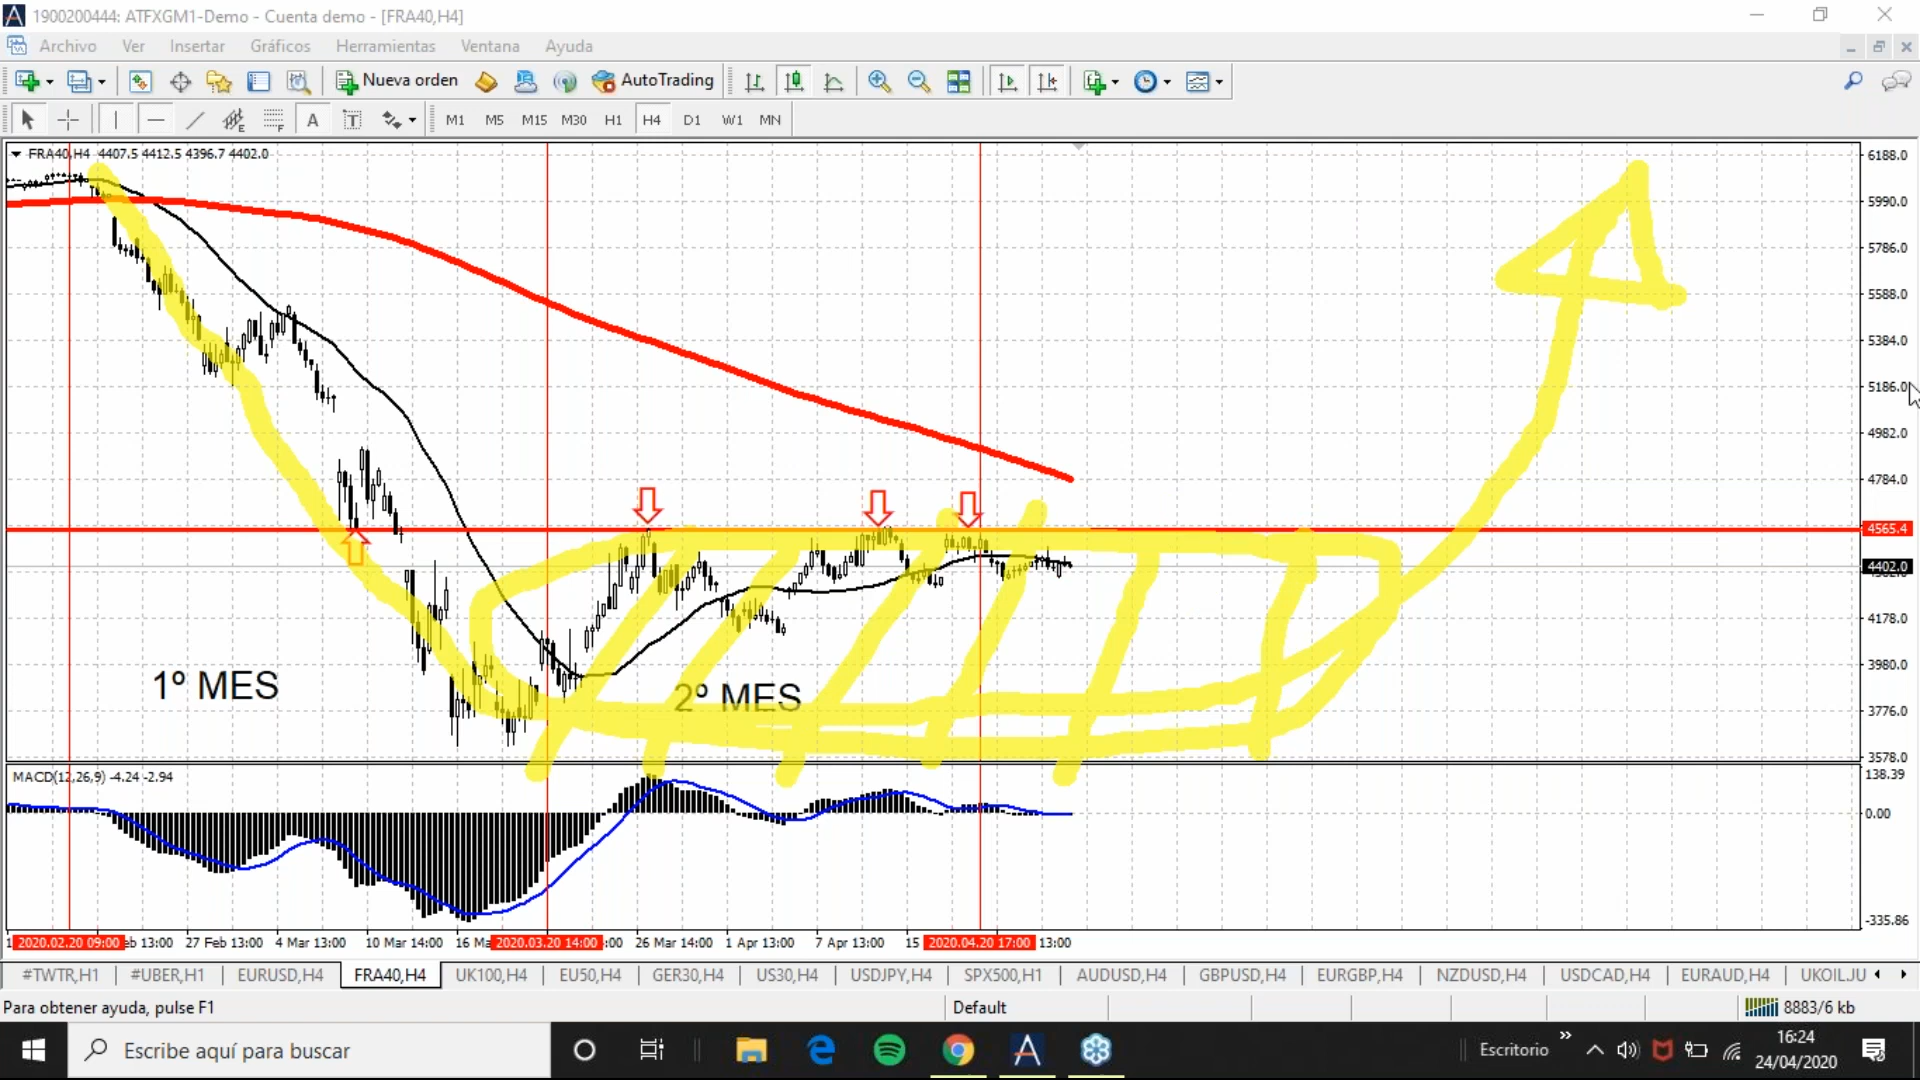 1900200444: ATFXGM1-Demo - Cuenta demo - [FRA40,H4]
Archivo Ver Insertar Gráficos Herramientas Ventana Ayuda
Nueva orden AutoTrading
A T M1 M5 M15 M30 H1 H4 D1 W1 MN
FRA40,H4 4407.5 4412.5 4396.7 4402.0
6188.0
5990.0
5786.0
5588.0
5384.0
5186.0
4982.0
4784.0
4565.4
4402.0
4178.0
3980.0
3776.0
3578.0
1º MES
2º MES
MACD(12,26,9) -4.24 -2.94
138.39
0.00
-335.86
2020.02.20 09:00 eb 13:00 27 Feb 13:00 4 Mar 13:00 10 Mar 14:00 16 Ma 2020.03.20 14:00 :00 26 Mar 14:00 1 Apr 13:00 7 Apr 13:00 15 2020.04.20 17:00 13:00
#TWTR,H1 #UBER,H1 EURUSD,H4 FRA40,H4 UK100,H4 EU50,H4 GER30,H4 US30,H4 USDJPY,H4 SPX500,H1 AUDUSD,H4 GBPUSD,H4 EURGBP,H4 NZDUSD,H4 USDCAD,H4 EURAUD,H4 UKOILJU
Para obtener ayuda, pulse F1 Default 8883/6 kb
Escribe aquí para buscar Escritorio 16:24
24/04/2020